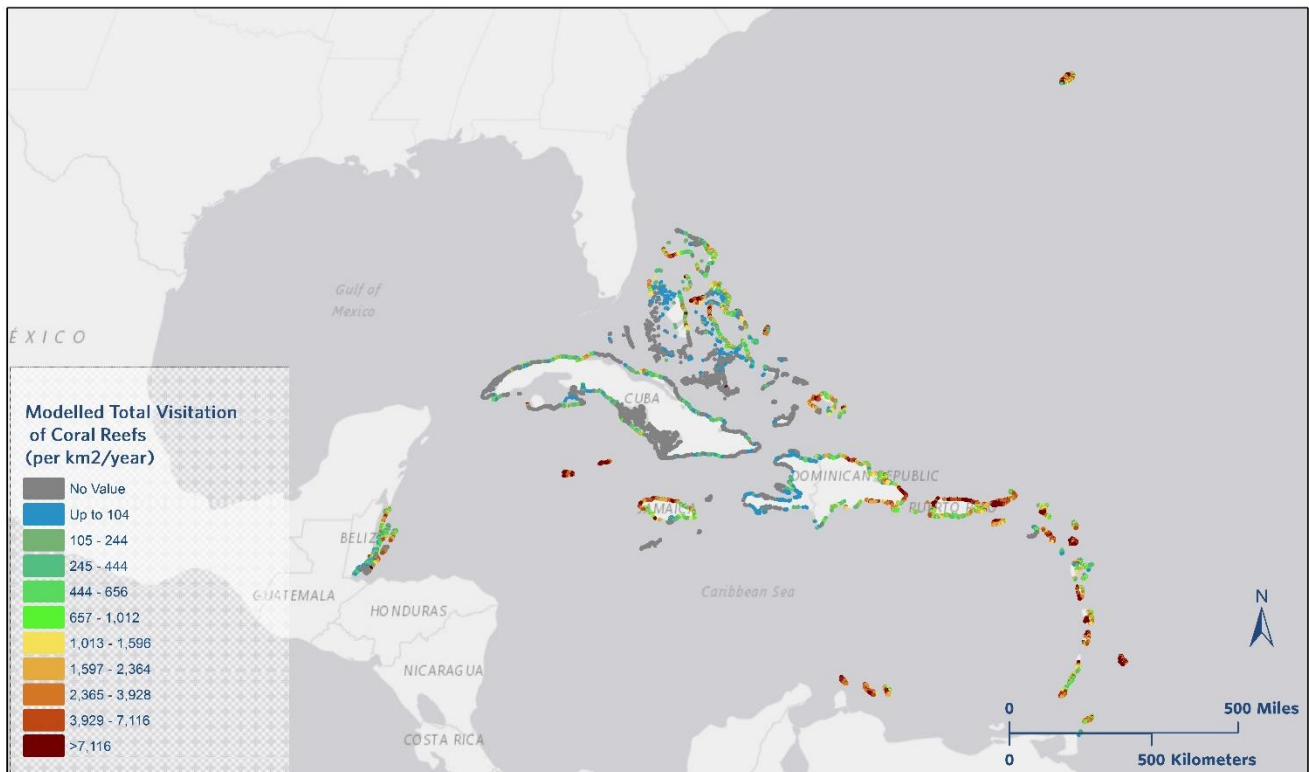 Gulf of
Mexico
ÉXICO
CUBA
DOMINICAN REPUBLIC
JAMAICA
PUERTO RICO
BELIZ
GUATEMALA
HONDURAS
Caribbean Sea
NICARAGUA
COSTA RICA
Modelled Total Visitation
of Coral Reefs
(per km2/year)
No Value
Up to 104
105 - 244
245 - 444
444 - 656
657 - 1,012
1,013 - 1,596
1,597 - 2,364
2,365 - 3,928
3,929 - 7,116
>7,116
N
0 500 Miles
0 500 Kilometers